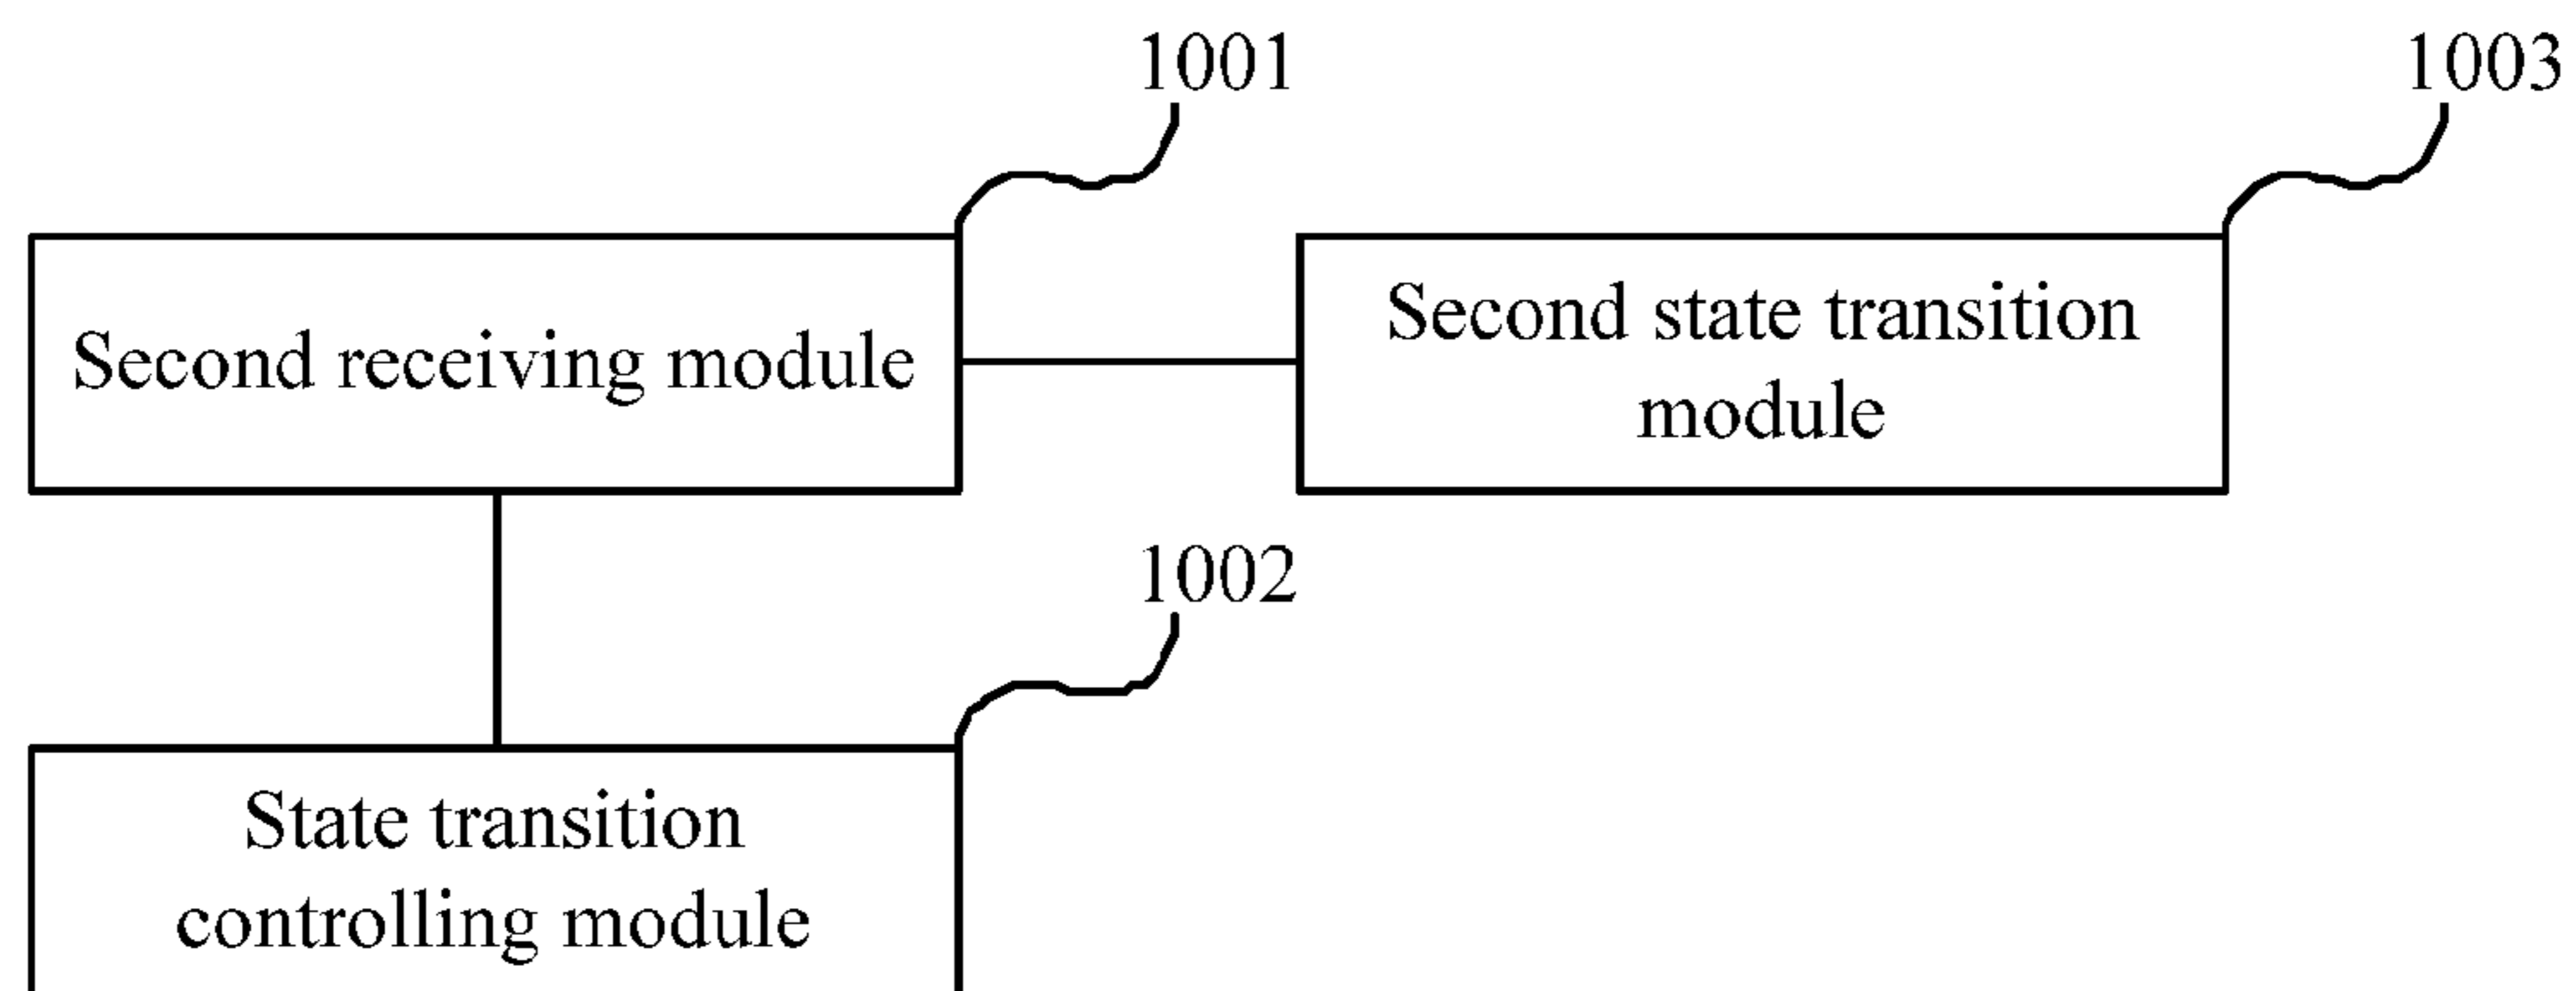 1001
1003
Second receiving module
Second state transition
module
1002
State transition
controlling module